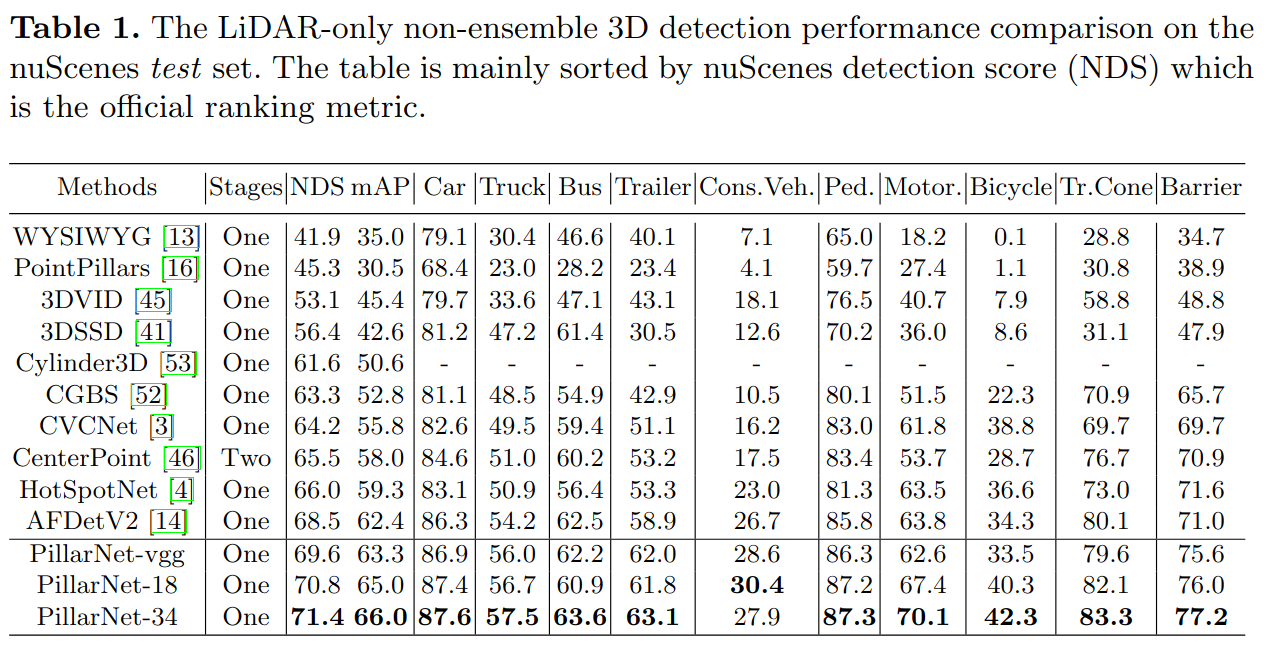 Table 1. The LiDAR-only non-ensemble 3D detection performance comparison on the
nuScenes test set. The table is mainly sorted by nuScenes detection score (NDS) which
is the official ranking metric.
Methods Stages NDS mAP Car Truck Bus Trailer Cons.Veh. Ped. Motor. Bicycle Tr.Cone Barrier
WYSIWYG [13] One 41.9 35.0 79.1 30.4 46.6 40.1 7.1 65.0 18.2 0.1 28.8 34.7
PointPillars [16] One 45.3 30.5 68.4 23.0 28.2 23.4 4.1 59.7 27.4 1.1 30.8 38.9
3DVID [45] One 53.1 45.4 79.7 33.6 47.1 43.1 18.1 76.5 40.7 7.9 58.8 48.8
3DSSD [41] One 56.4 42.6 81.2 47.2 61.4 30.5 12.6 70.2 36.0 8.6 31.1 47.9
Cylinder3D [53] One 61.6 50.6 - - - - - - - - - -
CGBS [52] One 63.3 52.8 81.1 48.5 54.9 42.9 10.5 80.1 51.5 22.3 70.9 65.7
CVCNet [3] One 64.2 55.8 82.6 49.5 59.4 51.1 16.2 83.0 61.8 38.8 69.7 69.7
CenterPoint [46] Two 65.5 58.0 84.6 51.0 60.2 53.2 17.5 83.4 53.7 28.7 76.7 70.9
HotSpotNet [4] One 66.0 59.3 83.1 50.9 56.4 53.3 23.0 81.3 63.5 36.6 73.0 71.6
AFDetV2 [14] One 68.5 62.4 86.3 54.2 62.5 58.9 26.7 85.8 63.8 34.3 80.1 71.0
PillarNet-vgg One 69.6 63.3 86.9 56.0 62.2 62.0 28.6 86.3 62.6 33.5 79.6 75.6
PillarNet-18 One 70.8 65.0 87.4 56.7 60.9 61.8 30.4 87.2 67.4 40.3 82.1 76.0
PillarNet-34 One 71.4 66.0 87.6 57.5 63.6 63.1 27.9 87.3 70.1 42.3 83.3 77.2